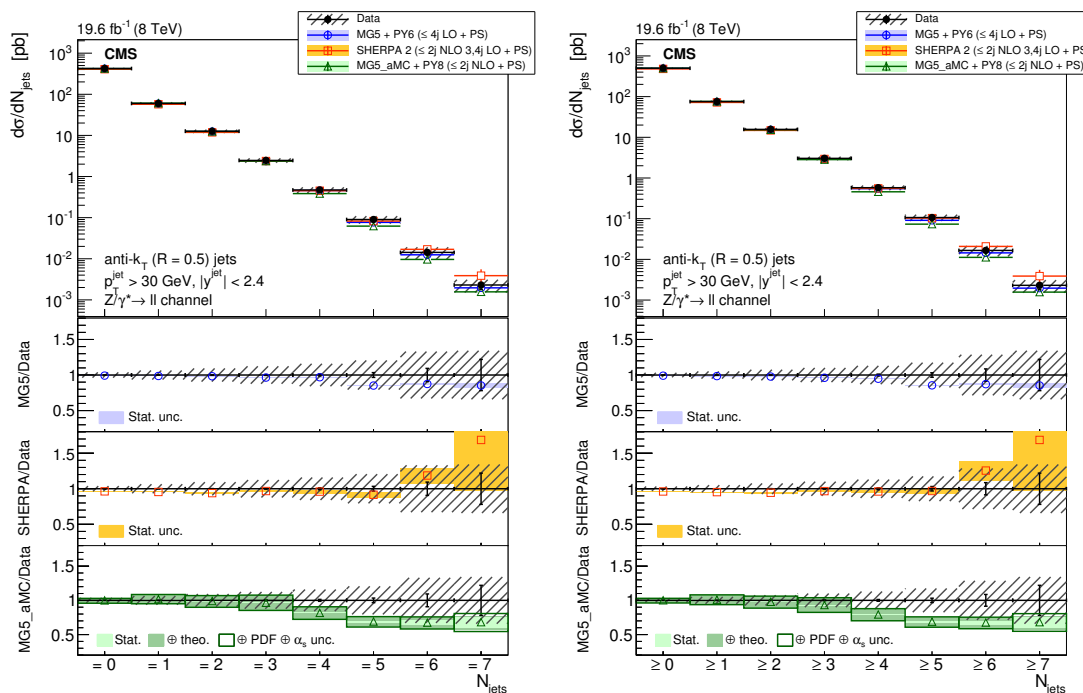 19.6 fb⁻¹ (8 TeV)
Data
MG5 + PY6 (≤ 4j LO + PS)
SHERPA 2 (≤ 2j NLO 3,4j LO + PS)
MG5_aMC + PY8 (≤ 2j NLO + PS)
dσ/dN_jets [pb]
CMS
10³
10²
10
1
10⁻¹
10⁻²
10⁻³
anti-k_T (R = 0.5) jets
p_T^jet > 30 GeV, |y^jet| < 2.4
Z/γ*→ ll channel
MG5/Data
1.5
1
0.5
Stat. unc.
SHERPA/Data
1.5
1
0.5
Stat. unc.
MG5_aMC/Data
1.5
1
0.5
Stat. ⊕ theo. ⊕ PDF ⊕ α_s unc.
= 0 = 1 = 2 = 3 = 4 = 5 = 6 = 7
N_jets
19.6 fb⁻¹ (8 TeV)
Data
MG5 + PY6 (≤ 4j LO + PS)
SHERPA 2 (≤ 2j NLO 3,4j LO + PS)
MG5_aMC + PY8 (≤ 2j NLO + PS)
dσ/dN_jets [pb]
CMS
10³
10²
10
1
10⁻¹
10⁻²
10⁻³
anti-k_T (R = 0.5) jets
p_T^jet > 30 GeV, |y^jet| < 2.4
Z/γ*→ ll channel
MG5/Data
1.5
1
0.5
Stat. unc.
SHERPA/Data
1.5
1
0.5
Stat. unc.
MG5_aMC/Data
1.5
1
0.5
Stat. ⊕ theo. ⊕ PDF ⊕ α_s unc.
≥ 0 ≥ 1 ≥ 2 ≥ 3 ≥ 4 ≥ 5 ≥ 6 ≥ 7
N_jets